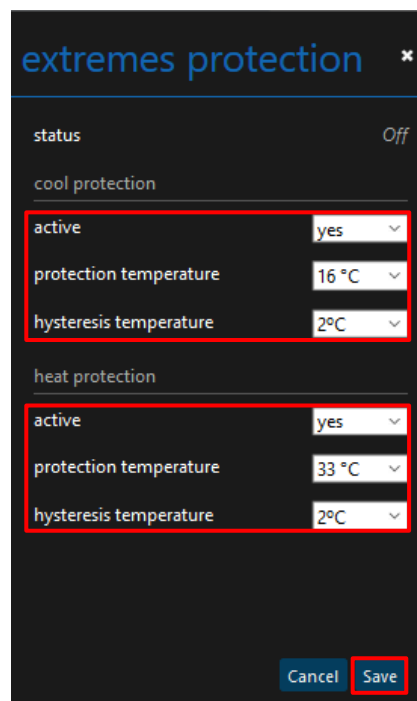 extremes protection ×
status Off
cool protection
active yes
protection temperature 16 °C
hysteresis temperature 2ºC
heat protection
active yes
protection temperature 33 °C
hysteresis temperature 2ºC
Cancel Save